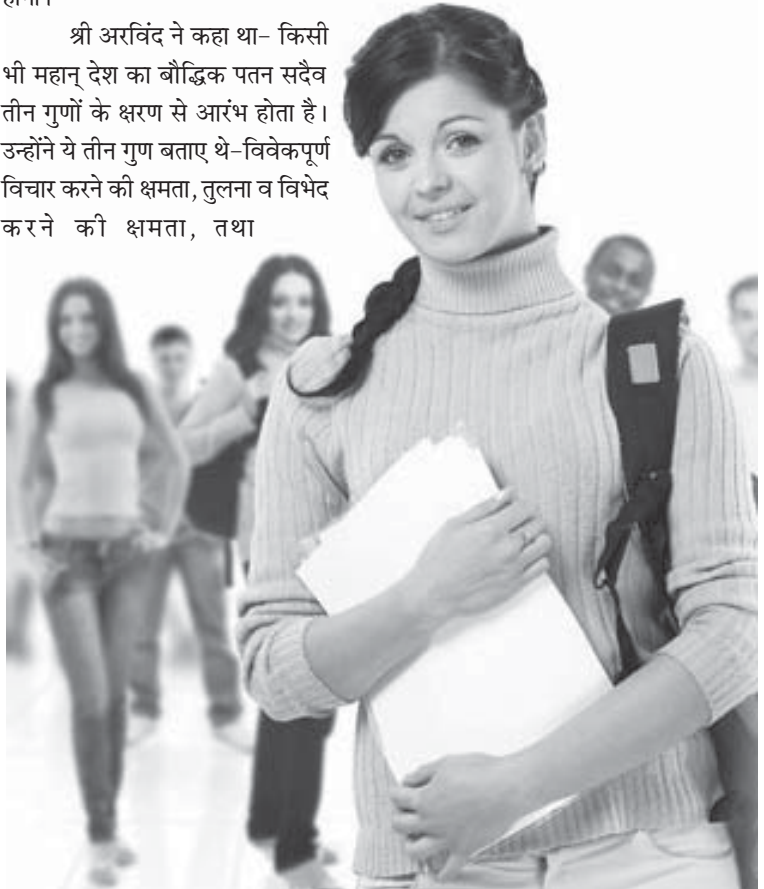 श्री अरविंद ने कहा था– किसी
भी महान् देश का बौद्धिक पतन सदैव
तीन गुणों के क्षरण से आरंभ होता है।
उन्होंने ये तीन गुण बताए थे–विवेकपूर्ण
विचार करने की क्षमता, तुलना व विभेद
करने की क्षमता, तथा